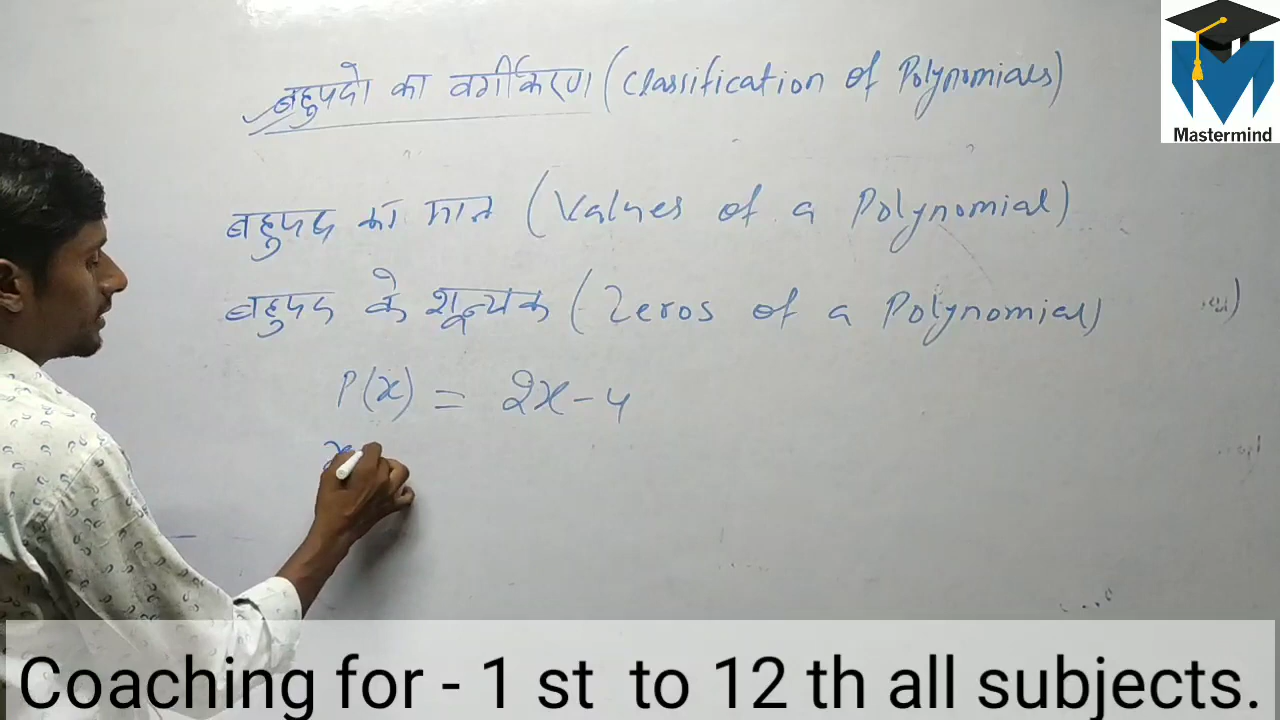 बहुपदो का वर्गीकरण (Classification of Polynomials)
बहुपद का मान (Values of a Polynomial)
बहुपद के शून्यक (Zeros of a Polynomial)
P(x) = 2x-4
x
Mastermind
Coaching for - 1 st to 12 th all subjects.